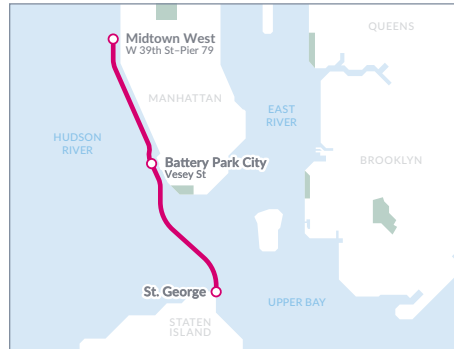 QUEENS
Midtown West
W 39th St–Pier 79
MANHATTAN
EAST
RIVER
HUDSON
RIVER
Battery Park City
Vesey St
BROOKLYN
St. George
UPPER BAY
STATEN
ISLAND